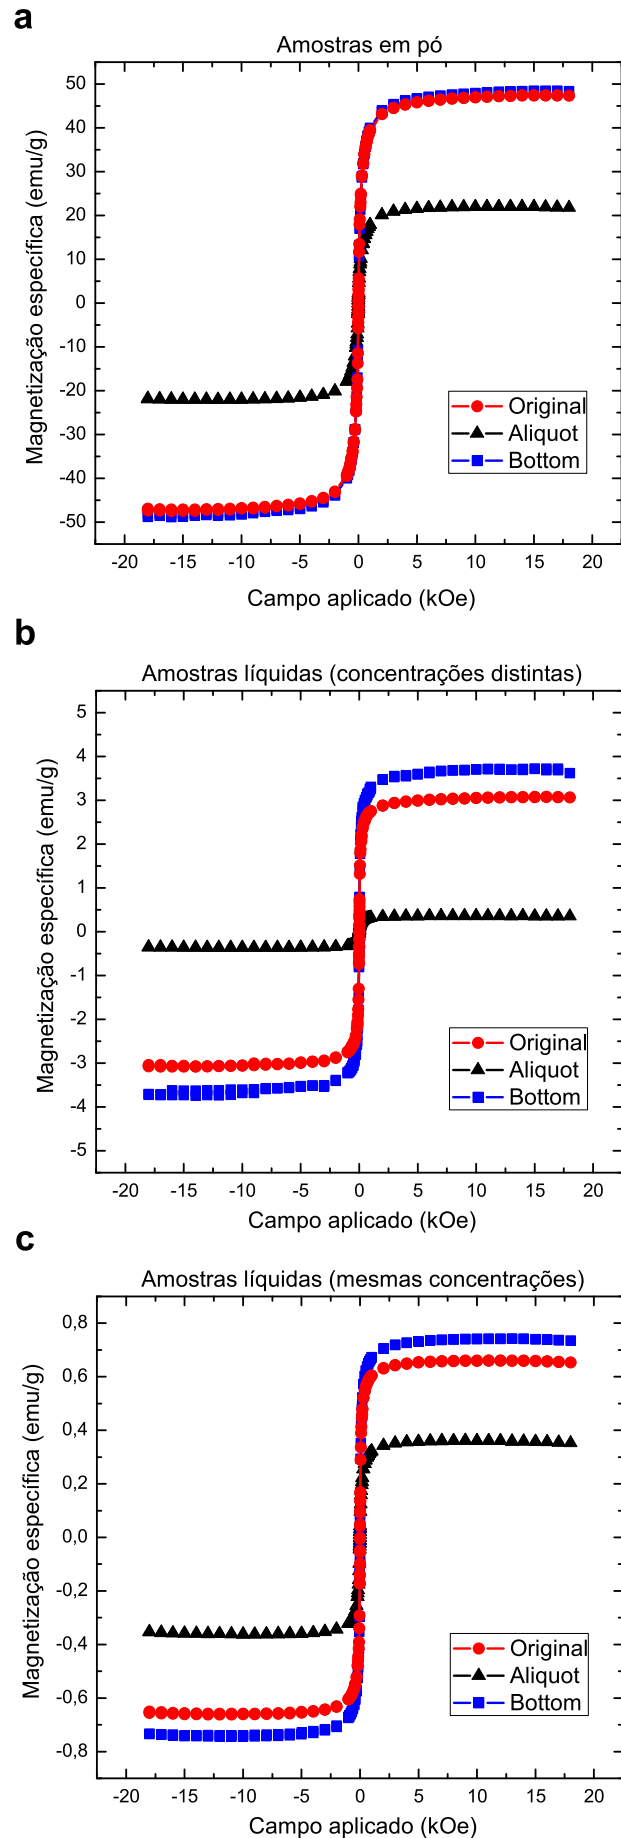 a
Amostras em pó
50
40
30
20
10
0
-10
-20
-30
-40
-50
Magnetização específica (emu/g)
Original
Aliquot
Bottom
-20 -15 -10 -5 0 5 10 15 20
Campo aplicado (kOe)
b
Amostras líquidas (concentrações distintas)
5
4
3
2
1
0
-1
-2
-3
-4
-5
Magnetização específica (emu/g)
Original
Aliquot
Bottom
-20 -15 -10 -5 0 5 10 15 20
Campo aplicado (kOe)
c
Amostras líquidas (mesmas concentrações)
0,8
0,6
0,4
0,2
0,0
-0,2
-0,4
-0,6
-0,8
Magnetização específica (emu/g)
Original
Aliquot
Bottom
-20 -15 -10 -5 0 5 10 15 20
Campo aplicado (kOe)